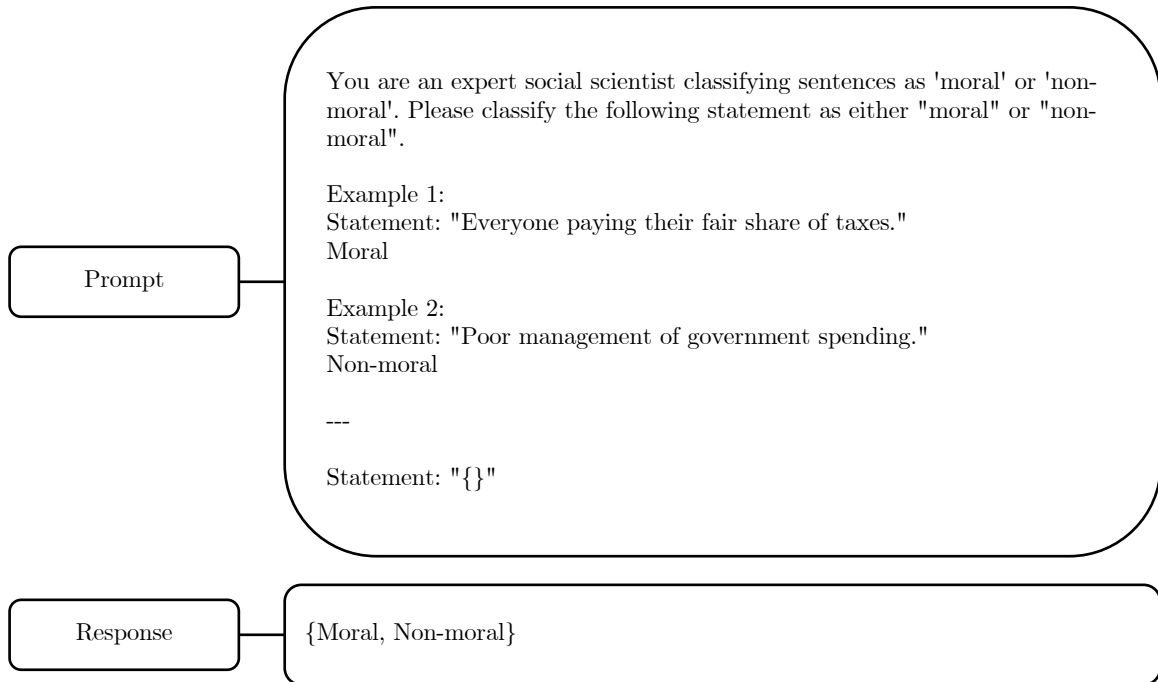 You are an expert social scientist classifying sentences as 'moral' or 'non-
moral'. Please classify the following statement as either "moral" or "non-
moral".
Example 1:
Statement: "Everyone paying their fair share of taxes."
Moral
Prompt
Example 2:
Statement: "Poor management of government spending."
Non-moral
---
Statement: "{}"
Response
{Moral, Non-moral}